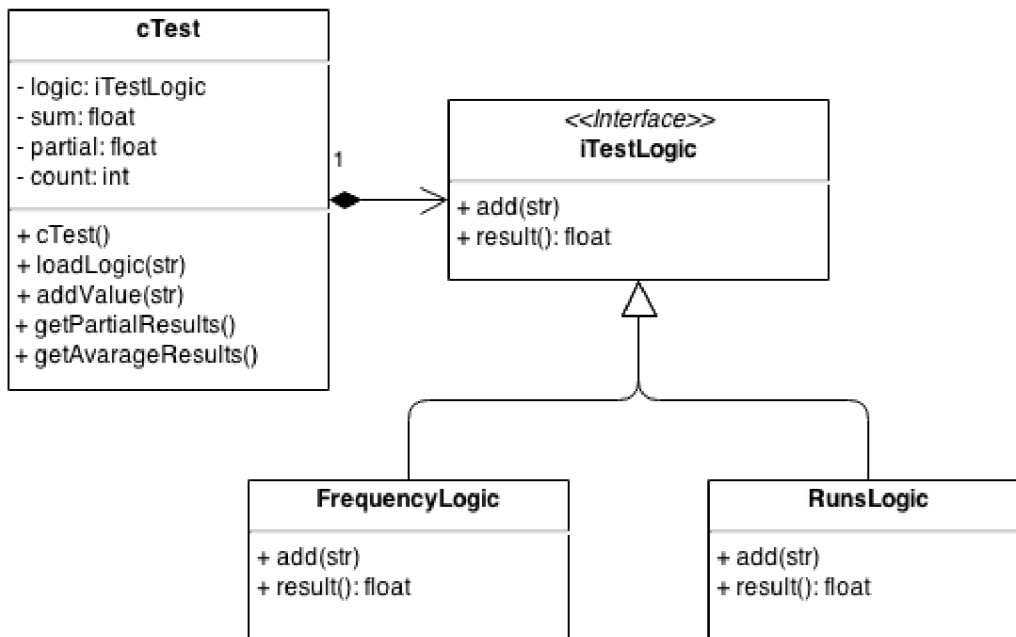 cTest
- logic: iTestLogic
- sum: float
- partial: float
- count: int
+ cTest()
+ loadLogic(str)
+ addValue(str)
+ getPartialResults()
+ getAvarageResults()
1
<<Interface>>
iTestLogic
+ add(str)
+ result(): float
FrequencyLogic
+ add(str)
+ result(): float
RunsLogic
+ add(str)
+ result(): float